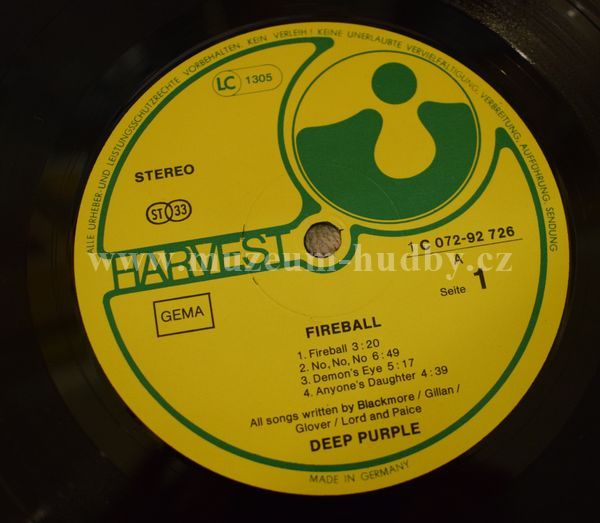 ALLE URHEBER- UND LEISTUNGSSCHUTZRECHTE VORBEHALTEN. KEIN VERLEIH! KEINE UNERLAUBTE VERVIELFÄLTIGUNG, VERBREITUNG, AUFFÜHRUNG, SENDUNG
LC 1305
STEREO
ST 33
HARVEST
1 C 072-92 726
A
Seite 1
GEMA
www.muzeum-hudby.cz
FIREBALL
1. Fireball 3:20
2. No, No, No 6:49
3. Demon's Eye 5:17
4. Anyone's Daughter 4:39
All songs written by Blackmore / Gillan /
Glover / Lord and Paice
DEEP PURPLE
MADE IN GERMANY